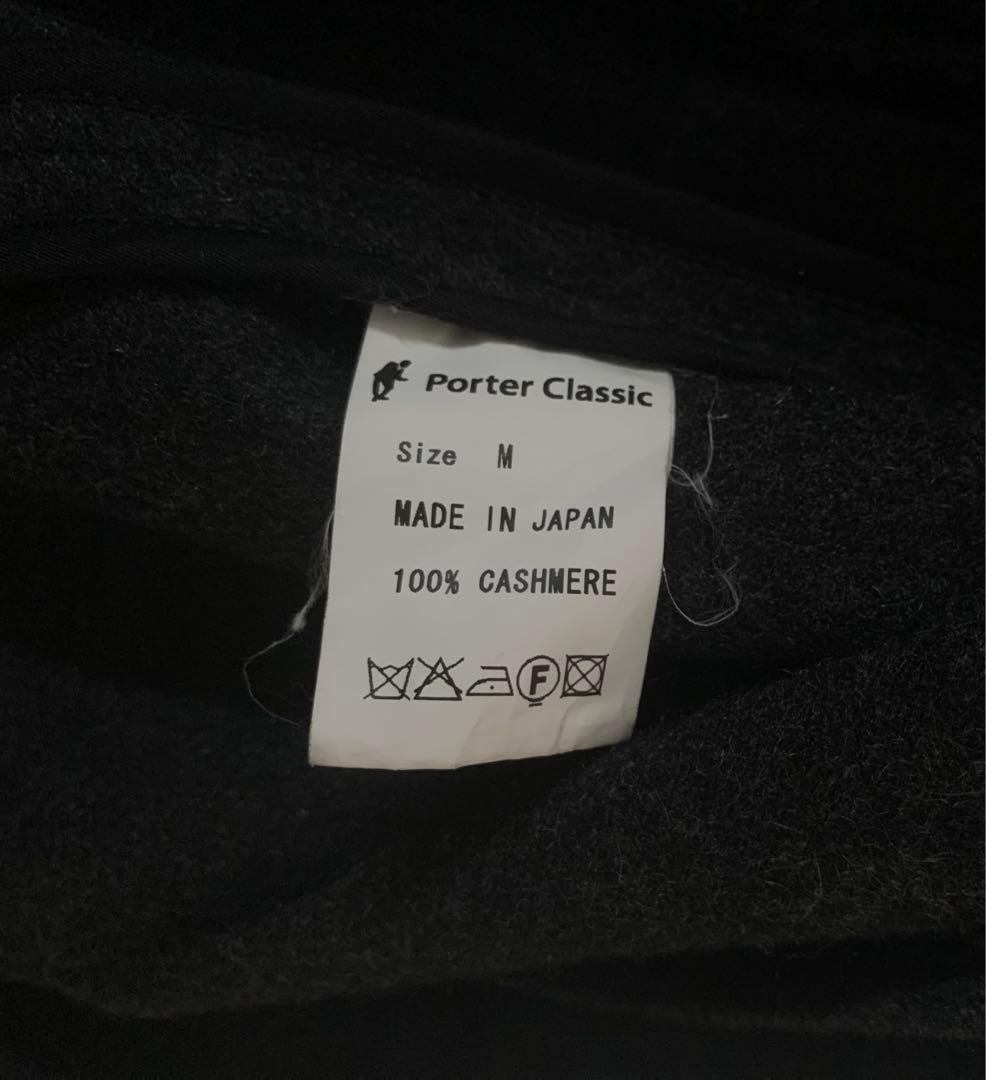 Porter Classic
Size M
MADE IN JAPAN
100% CASHMERE
F